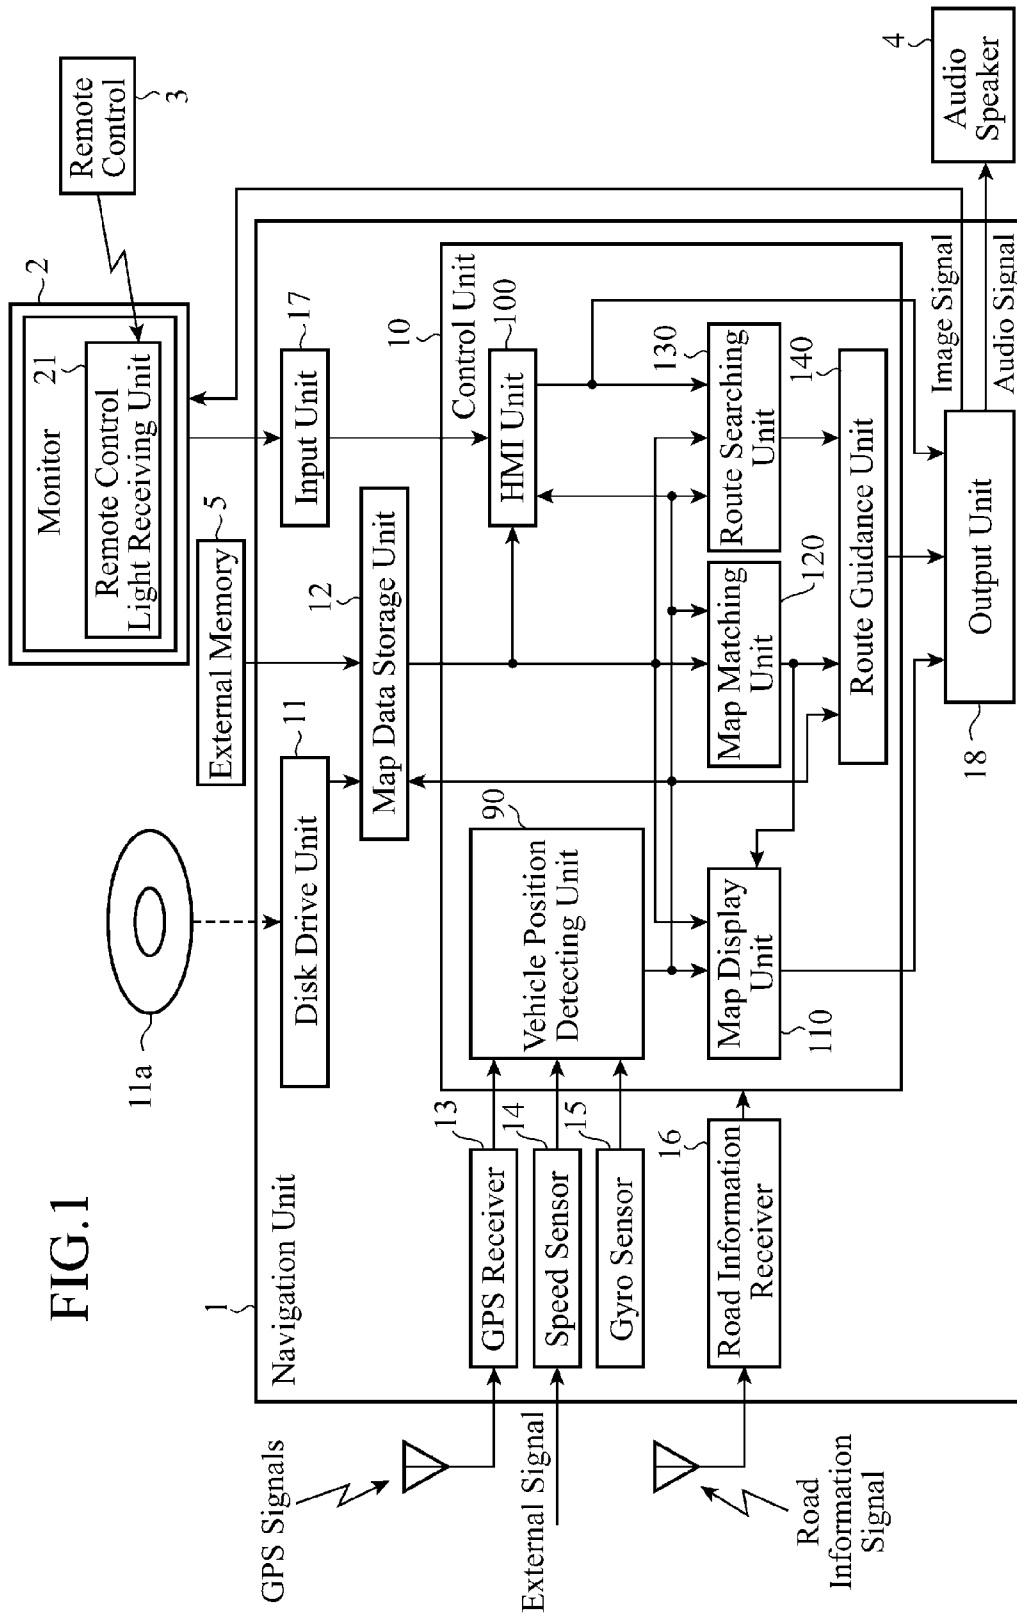 FIG.1
11a
Monitor
2
21
Remote Control
Light Receiving Unit
Remote
Control
3
External Memory
5
1
Navigation Unit
Disk Drive Unit
11
Map Data Storage Unit
12
Input Unit
17
GPS Signals
GPS Receiver
13
External Signal
Speed Sensor
14
Gyro Sensor
15
Road
Information
Signal
Road Information
Receiver
16
10
Control Unit
Vehicle Position
Detecting Unit
90
HMI Unit
100
Map Display
Unit
110
Map Matching
Unit
120
Route Searching
Unit
130
Route Guidance Unit
140
Output Unit
18
Image Signal
Audio Signal
Audio
Speaker
4